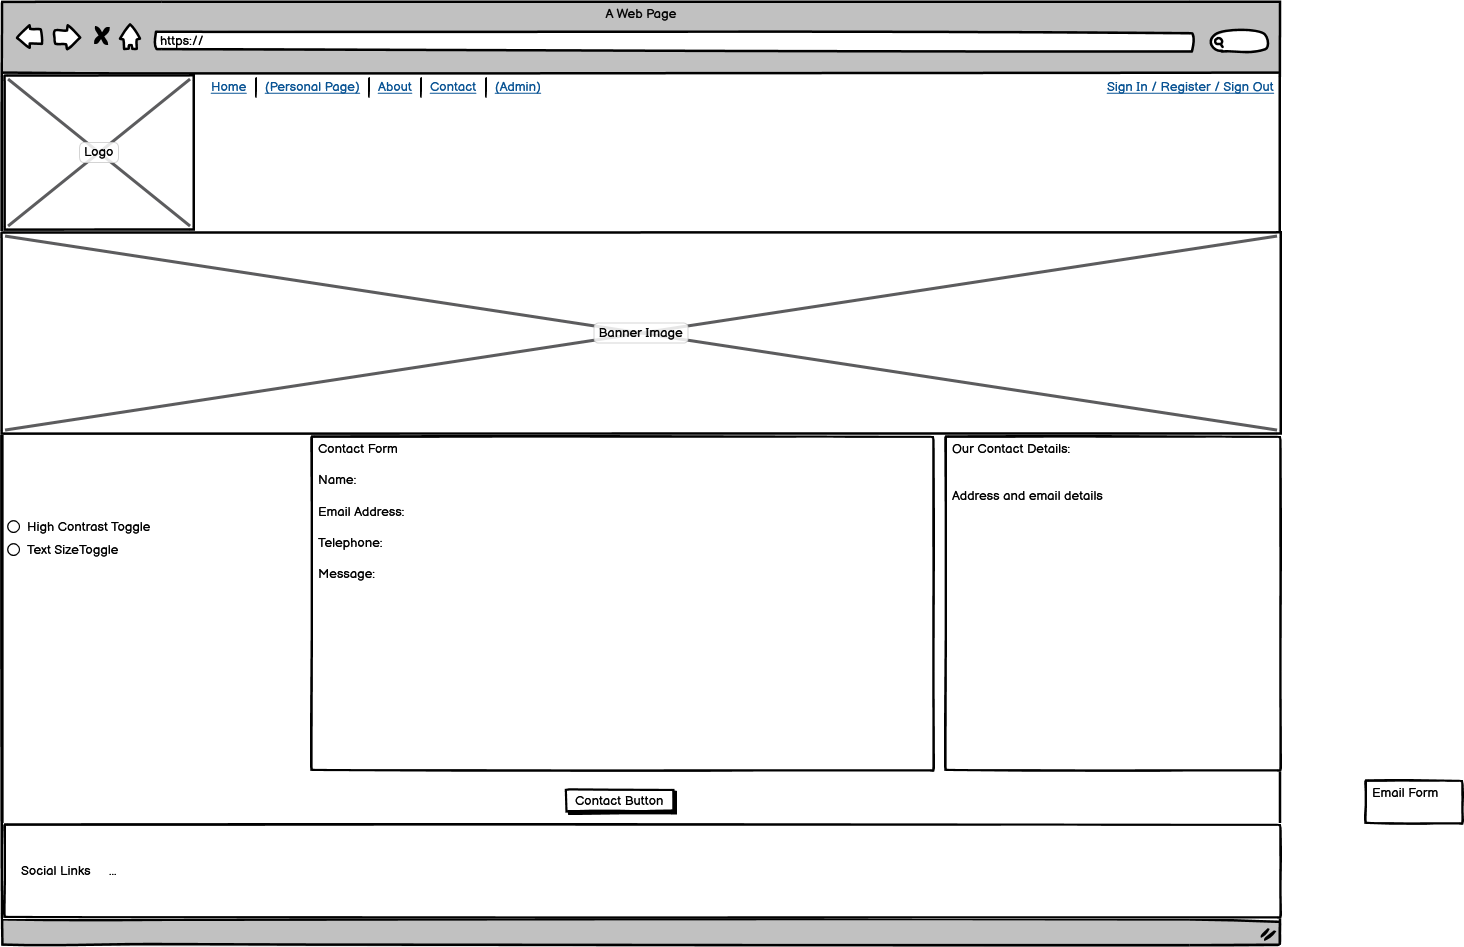 A Web Page
https://
Home (Personal Page) About Contact (Admin) Sign In / Register / Sign Out
Logo
Banner Image
Contact Form
Name:
Email Address:
Telephone:
Message:
Our Contact Details:
Address and email details
High Contrast Toggle
Text SizeToggle
Contact Button
Email Form
Social Links ...